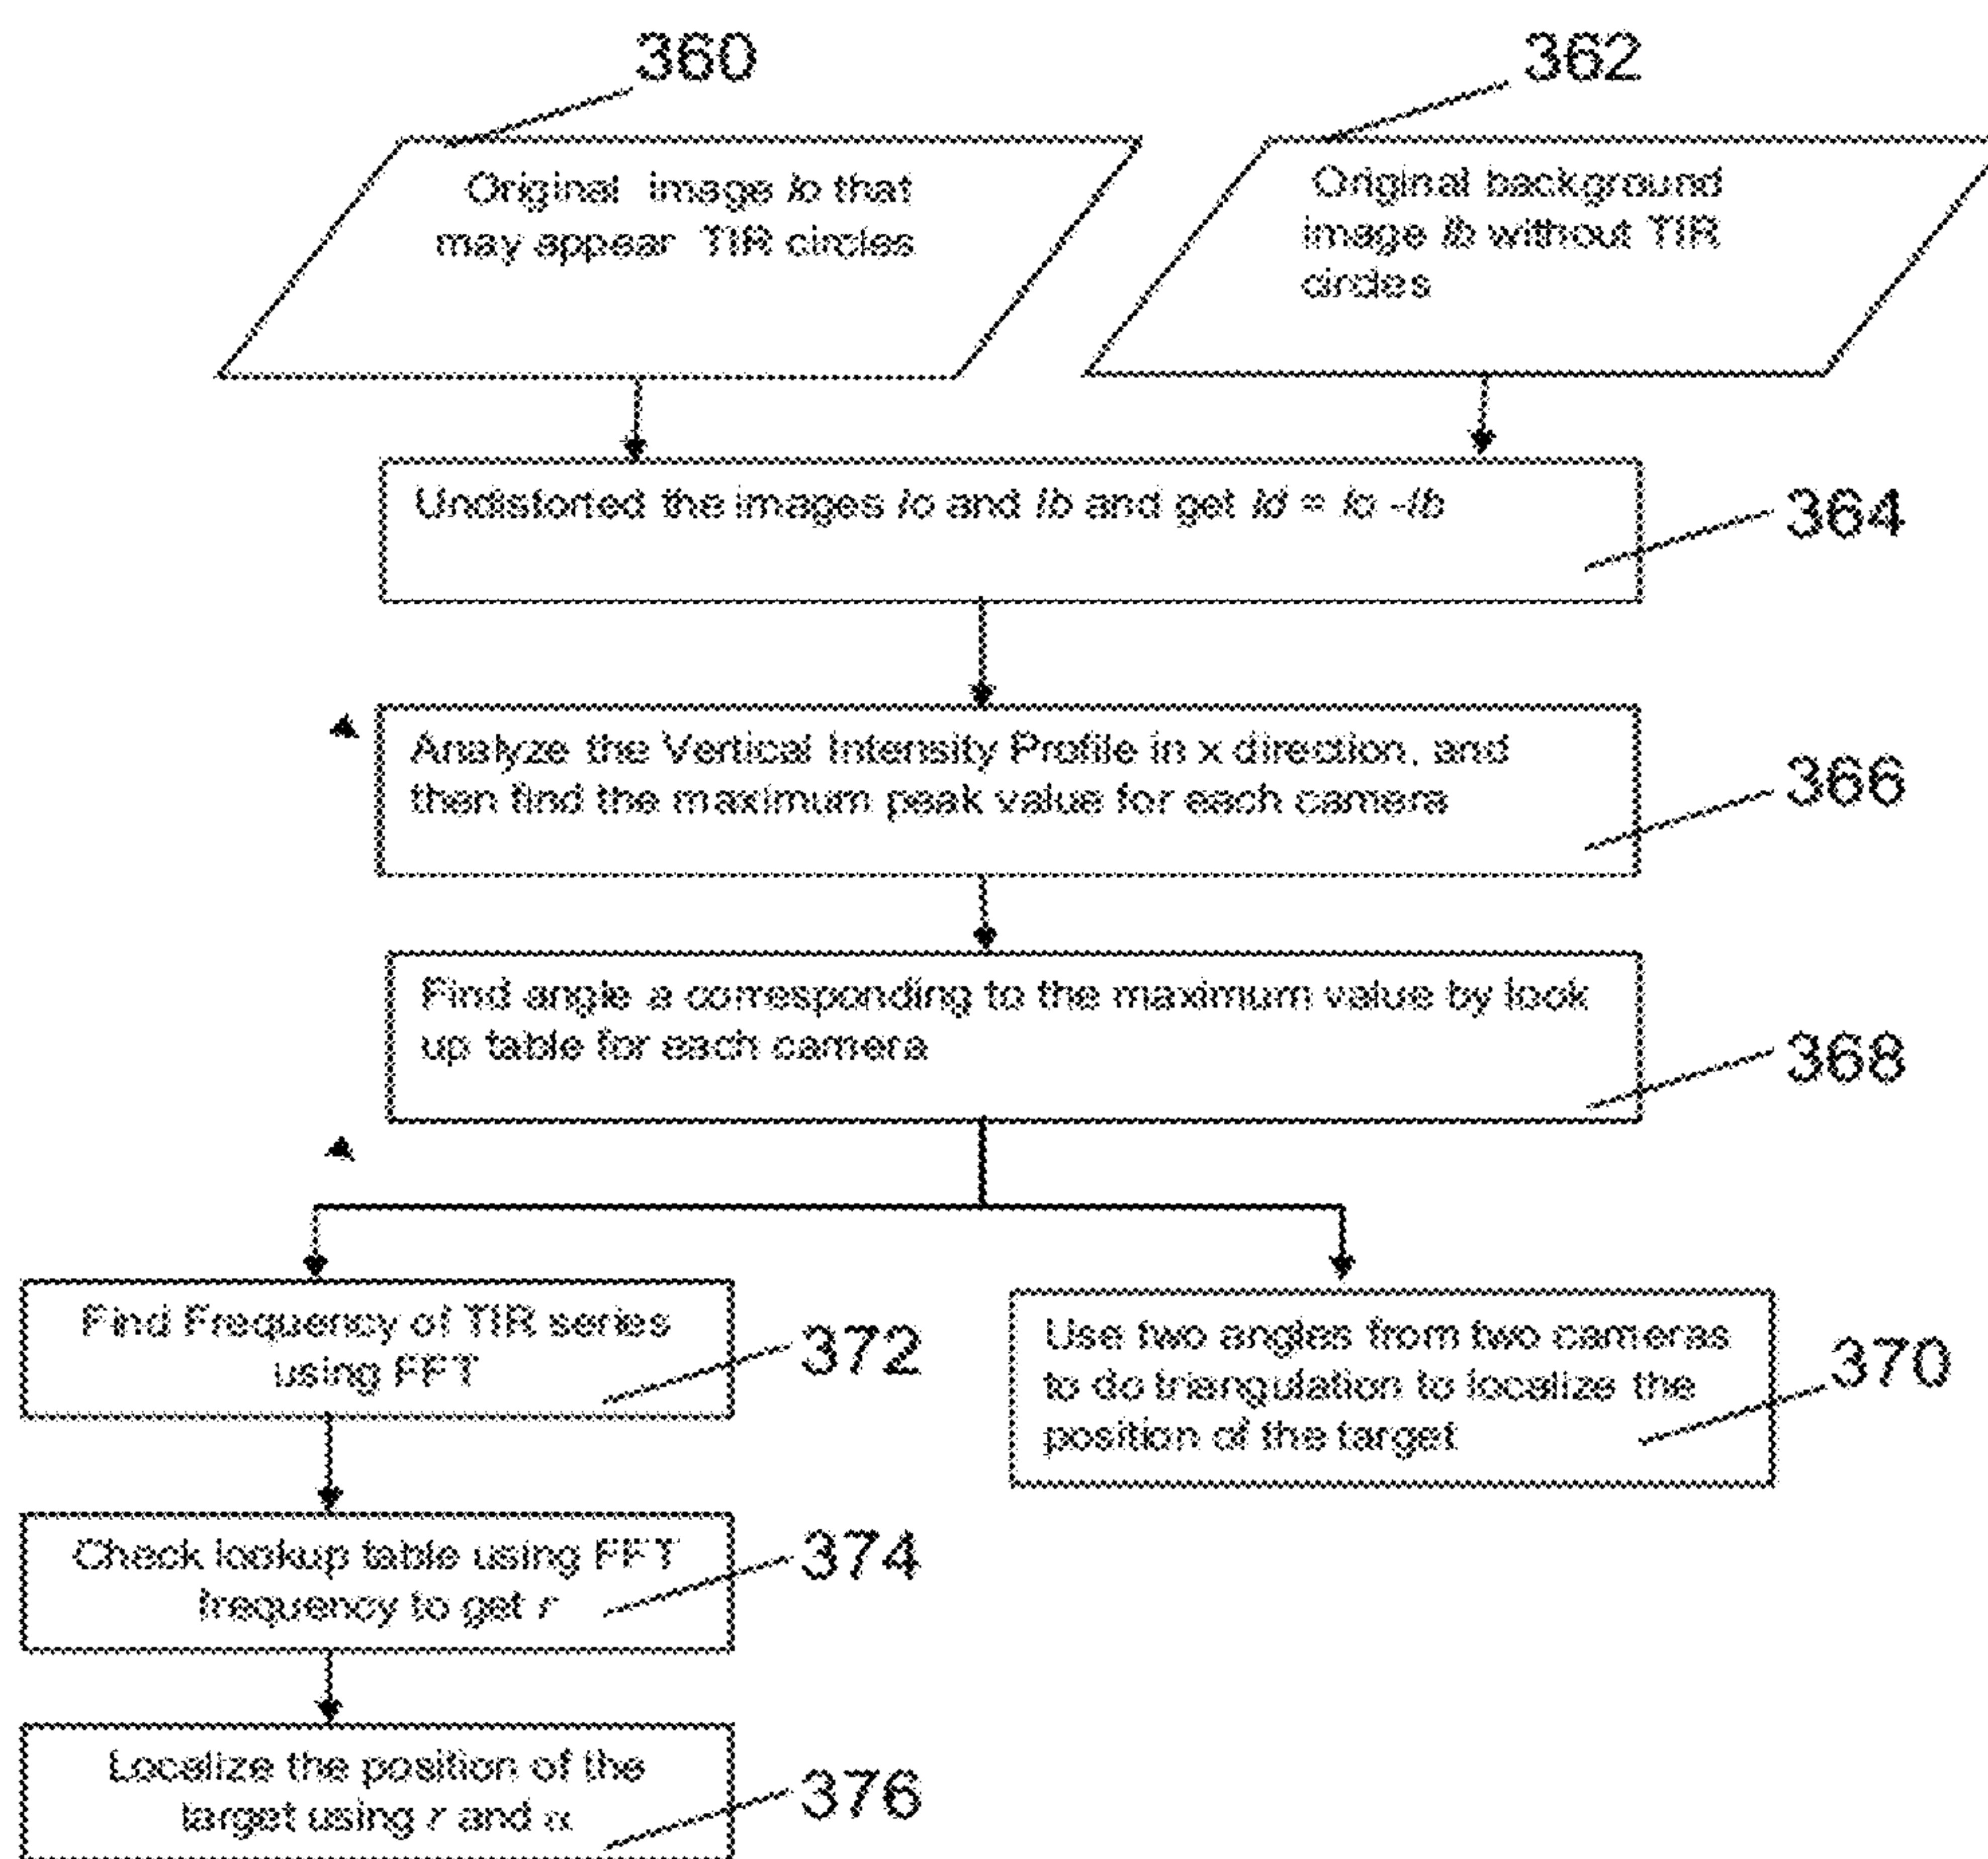 360
Original image Io that
may appear TIR circles
362
Original background
image Ib without TIR
circles
Undistorted the images Io and Ib and get Id = Io -Ib
364
Analyze the Vertical Intensity Profile in x direction, and
then find the maximum peak value for each camera
366
Find angle a corresponding to the maximum value by look
up table for each camera
368
Find Frequency of TIR series
using FFT
372
Use two angles from two cameras
to do triangulation to localize the
position of the target
370
Check lookup table using FFT
frequency to get r
374
Localize the position of the
target using r and α
376